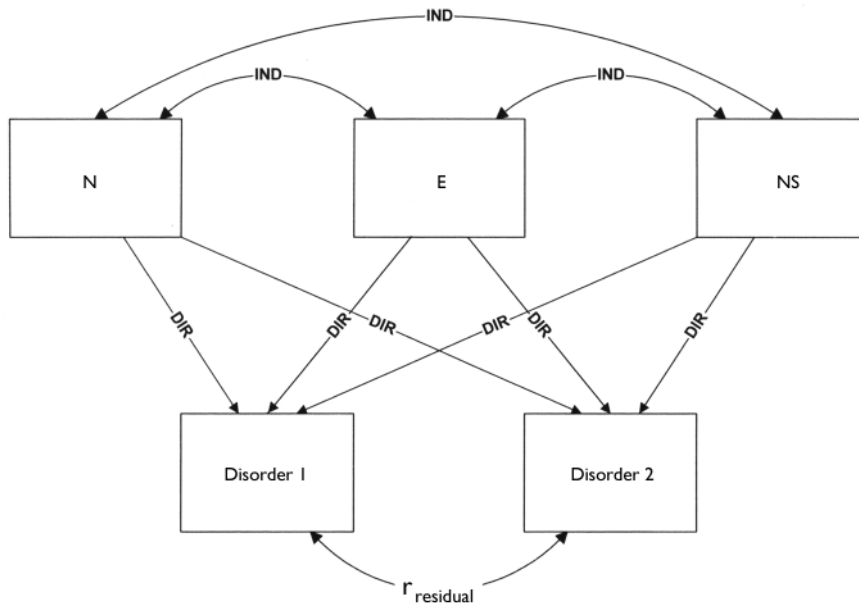 IND
IND
IND
N
E
NS
DIR
DIR
DIR
DIR
DIR
DIR
Disorder 1
Disorder 2
r residual